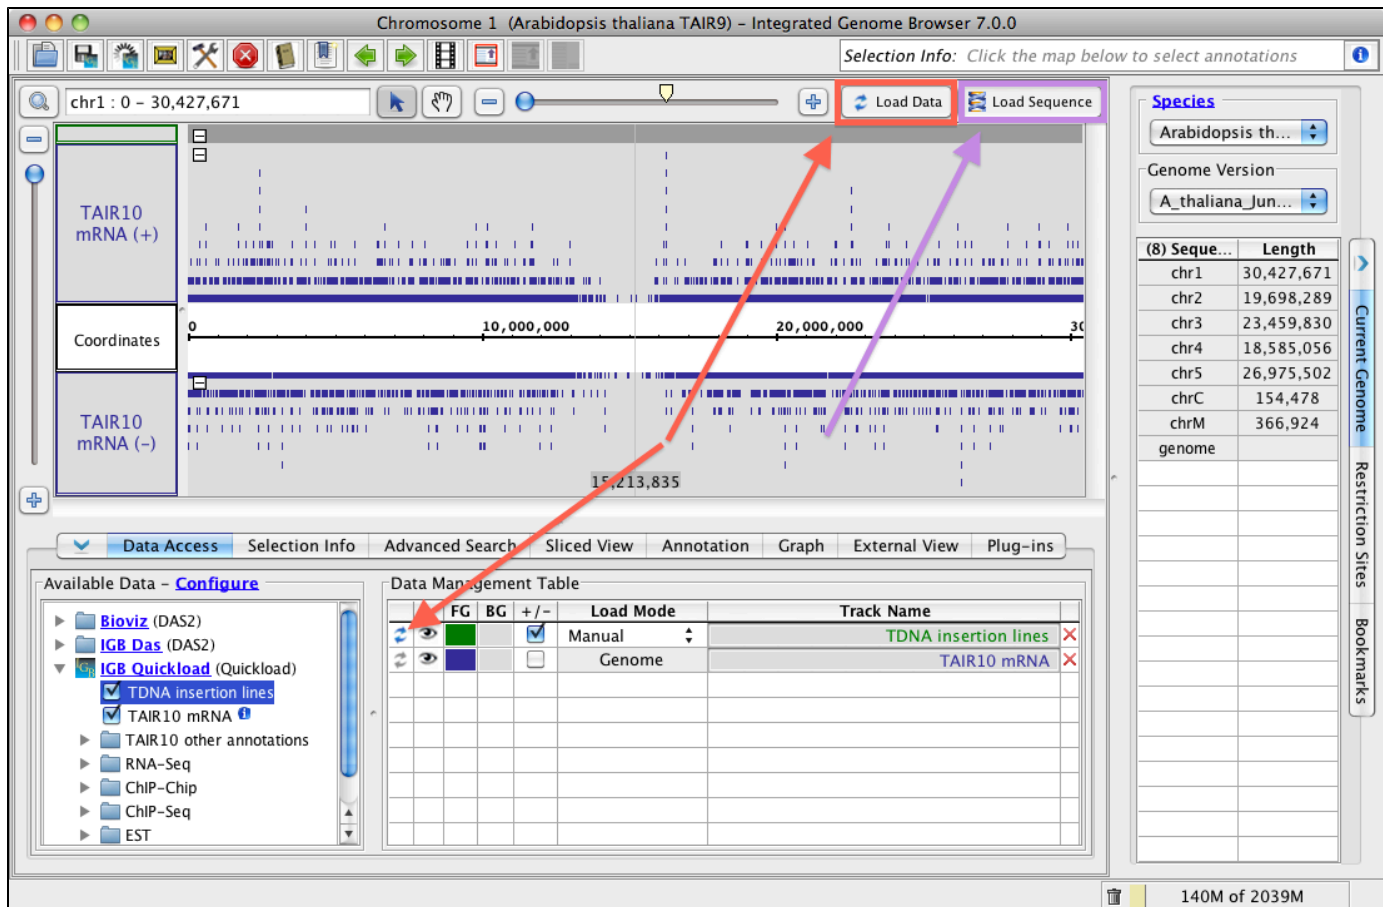 Chromosome 1 (Arabidopsis thaliana TAIR9) – Integrated Genome Browser 7.0.0
Selection Info: Click the map below to select annotations
chr1 : 0 – 30,427,671
Load Data
Load Sequence
TAIR10
mRNA (+)
Coordinates
0 10,000,000 20,000,000 30
TAIR10
mRNA (–)
15,213,835
Species
Arabidopsis th...
Genome Version
A_thaliana_Jun...
(8) Seque... Length
chr1 30,427,671
chr2 19,698,289
chr3 23,459,830
chr4 18,585,056
chr5 26,975,502
chrC 154,478
chrM 366,924
genome
Current Genome
Restriction Sites
Bookmarks
Data Access Selection Info Advanced Search Sliced View Annotation Graph External View Plug-ins
Available Data – Configure
Bioviz (DAS2)
IGB Das (DAS2)
IGB Quickload (Quickload)
TDNA insertion lines
TAIR10 mRNA
TAIR10 other annotations
RNA-Seq
ChIP-Chip
ChIP-Seq
EST
Data Management Table
FG BG +/- Load Mode Track Name
Manual TDNA insertion lines
Genome TAIR10 mRNA
140M of 2039M